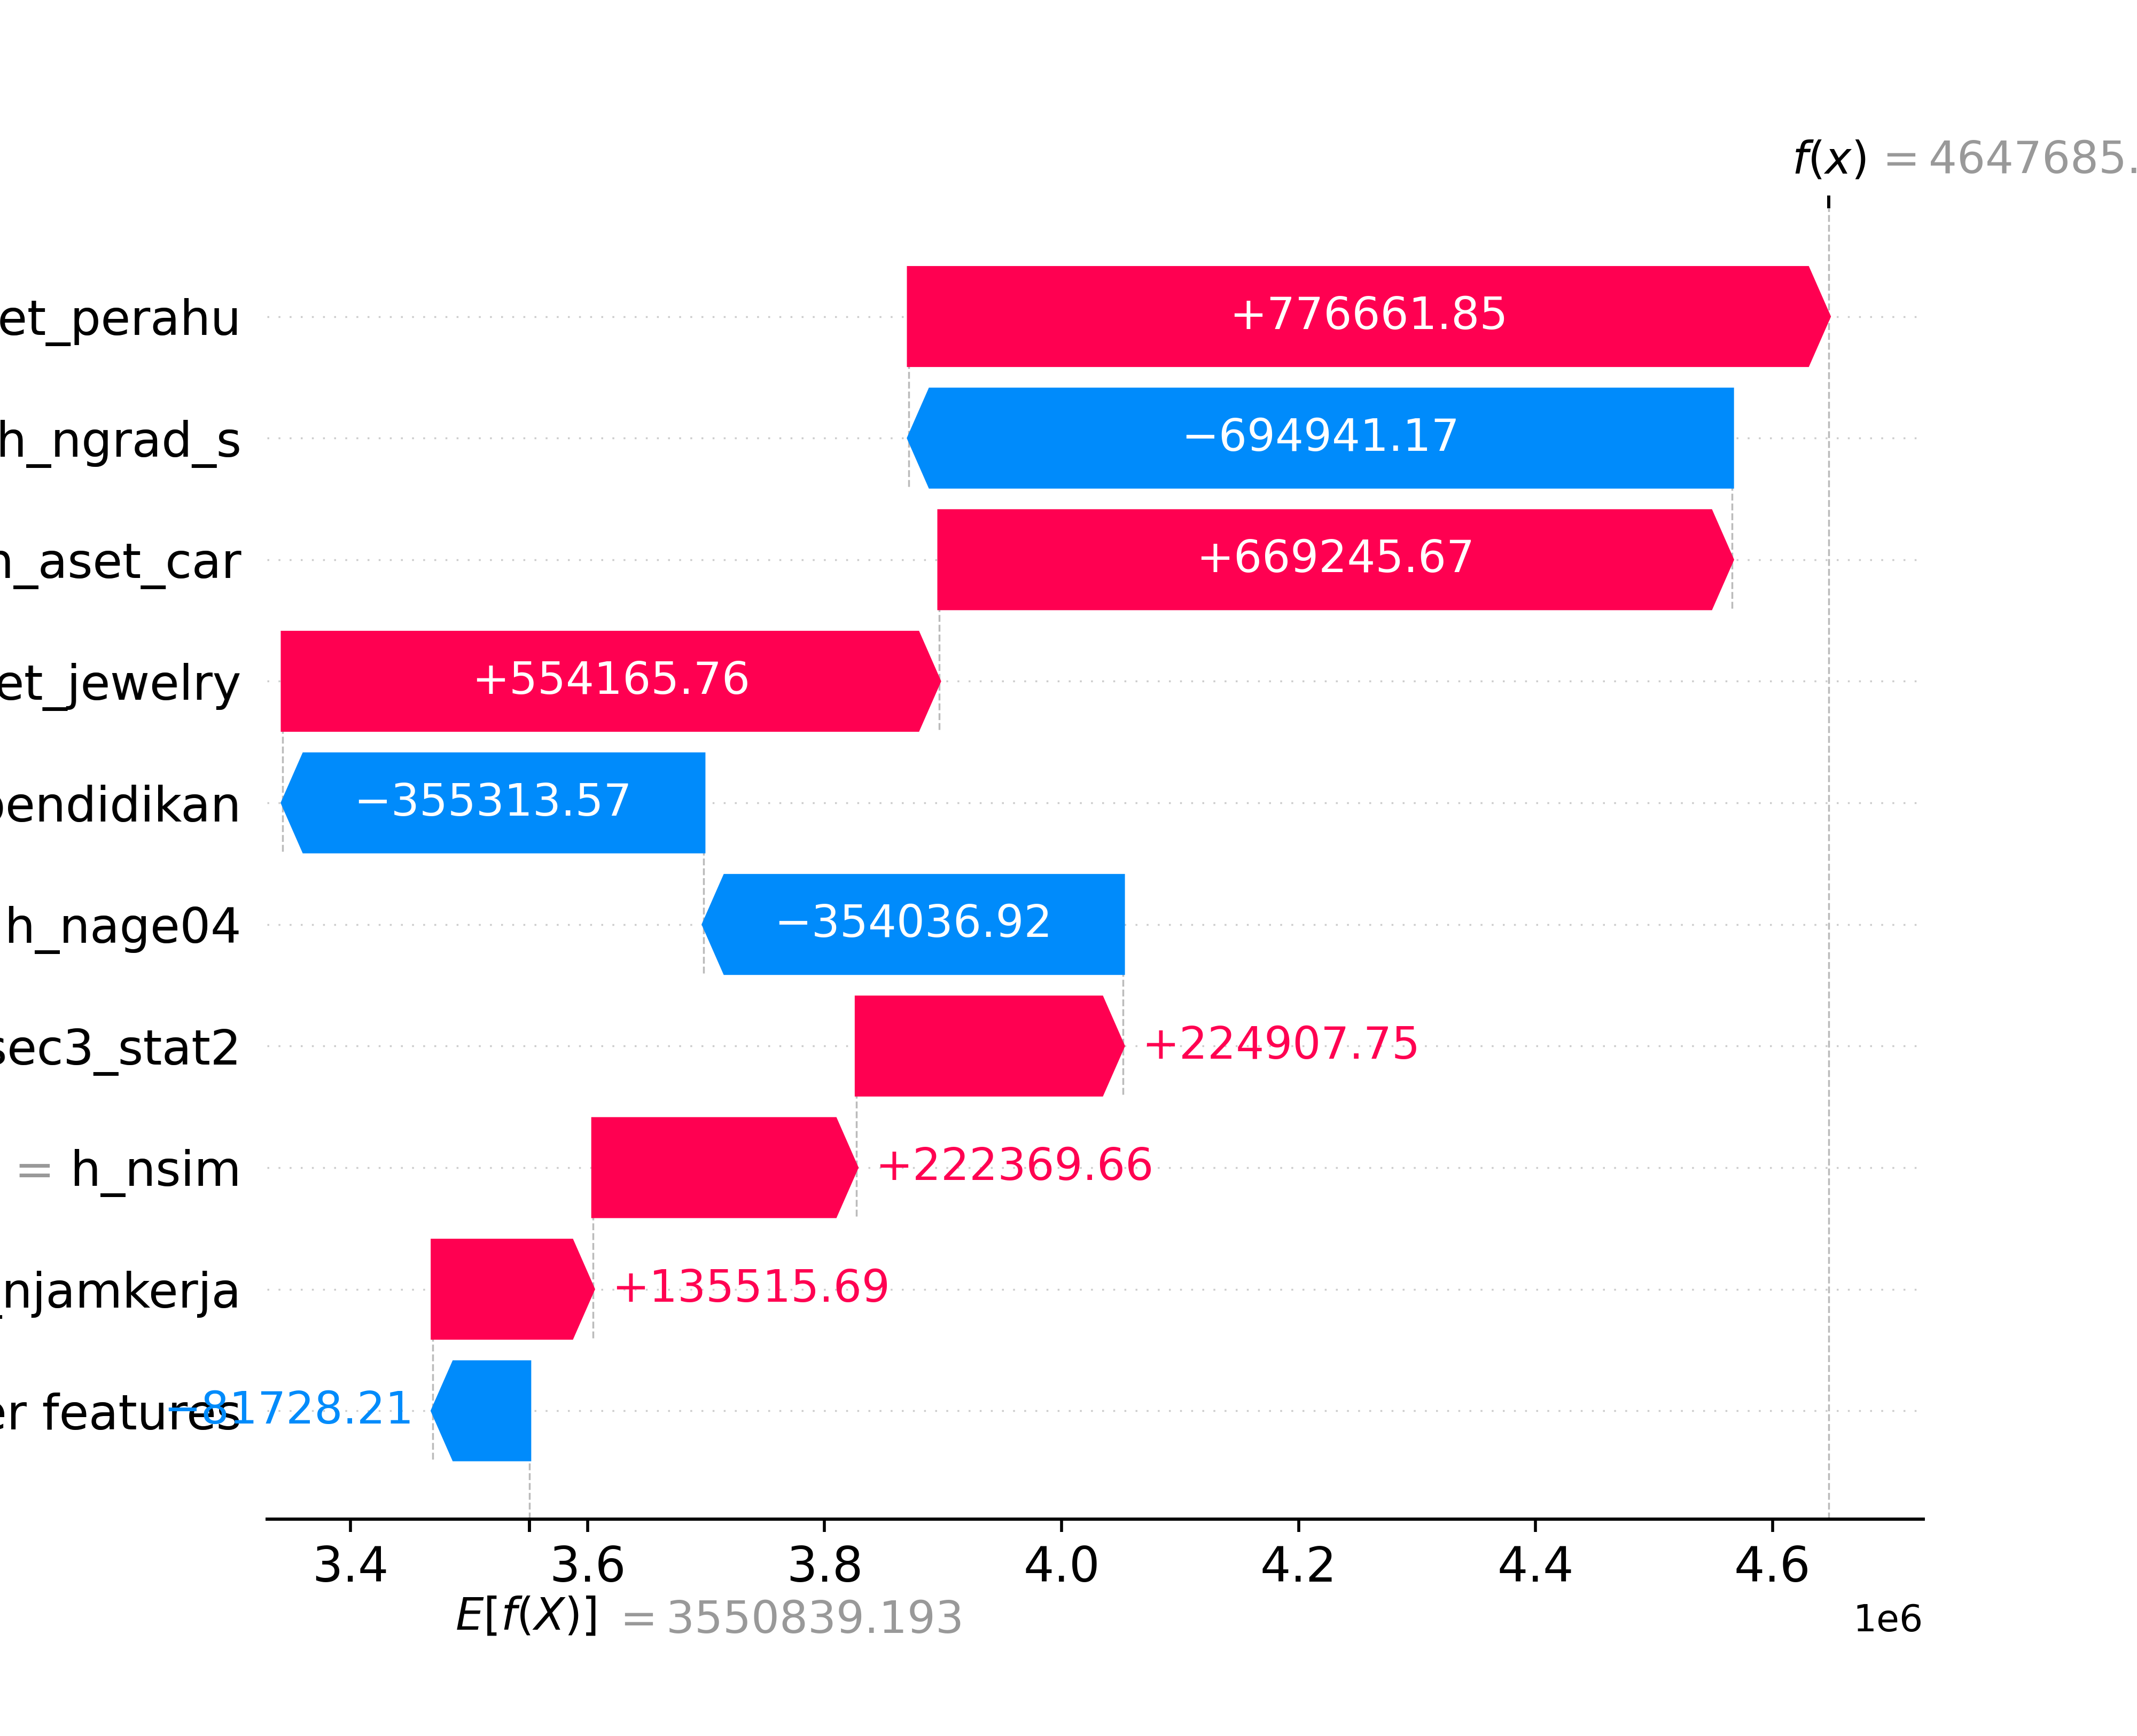 f(x) = 4647685.
et_perahu
+776661.85
h_ngrad_s
−694941.17
_aset_car
+669245.67
et_jewelry
+554165.76
pendidikan
−355313.57
h_nage04
−354036.92
sec3_stat2
+224907.75
= h_nsim
+222369.66
_njamkerja
+135515.69
er features
−81728.21
3.4 3.6 3.8 4.0 4.2 4.4 4.6
E[f(X)] = 3550839.193
1e6